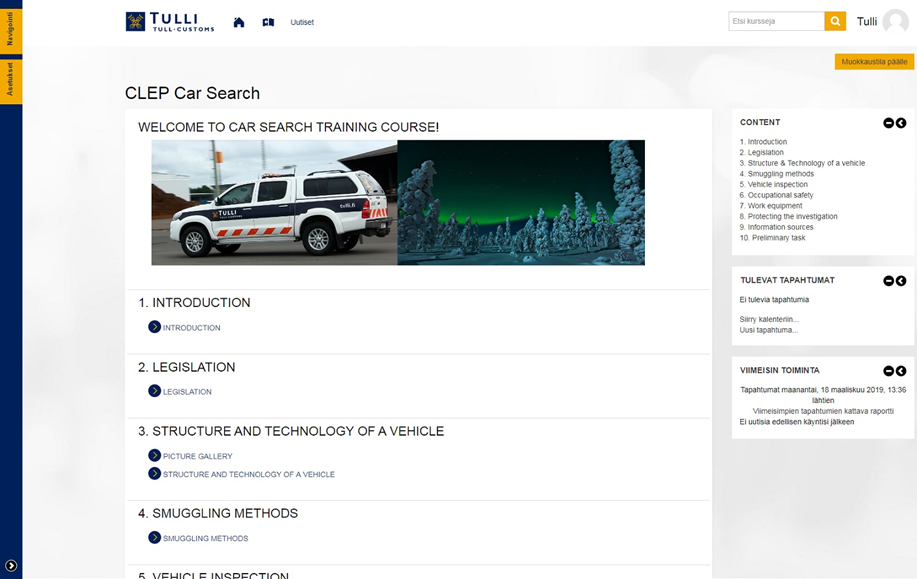 Navigointi
Asetukset
TULLI
TULL·CUSTOMS
Uutiset
Etsi kursseja
Tulli
Muokkaustila päälle
CLEP Car Search
WELCOME TO CAR SEARCH TRAINING COURSE!
TULLI
tulli.fi
1. INTRODUCTION
INTRODUCTION
2. LEGISLATION
LEGISLATION
3. STRUCTURE AND TECHNOLOGY OF A VEHICLE
PICTURE GALLERY
STRUCTURE AND TECHNOLOGY OF A VEHICLE
4. SMUGGLING METHODS
SMUGGLING METHODS
5. VEHICLE INSPECTION
CONTENT
1. Introduction
2. Legislation
3. Structure & Technology of a vehicle
4. Smuggling methods
5. Vehicle inspection
6. Occupational safety
7. Work equipment
8. Protecting the investigation
9. Information sources
10. Preliminary task
TULEVAT TAPAHTUMAT
Ei tulevia tapahtumia
Siirry kalenteriin...
Uusi tapahtuma...
VIIMEISIN TOIMINTA
Tapahtumat maanantai, 18 maaliskuu 2019, 13:36
lähtien
Viimeisimpien tapahtumien kattava raportti
Ei uutisia edellisen käyntisi jälkeen